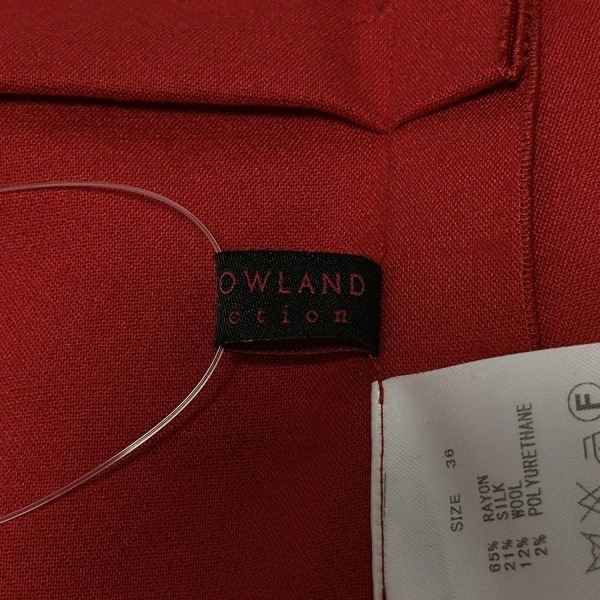 OWLAND
ction
SIZE 36
65% RAYON
21% SILK
12% WOOL
2% POLYURETHANE
F